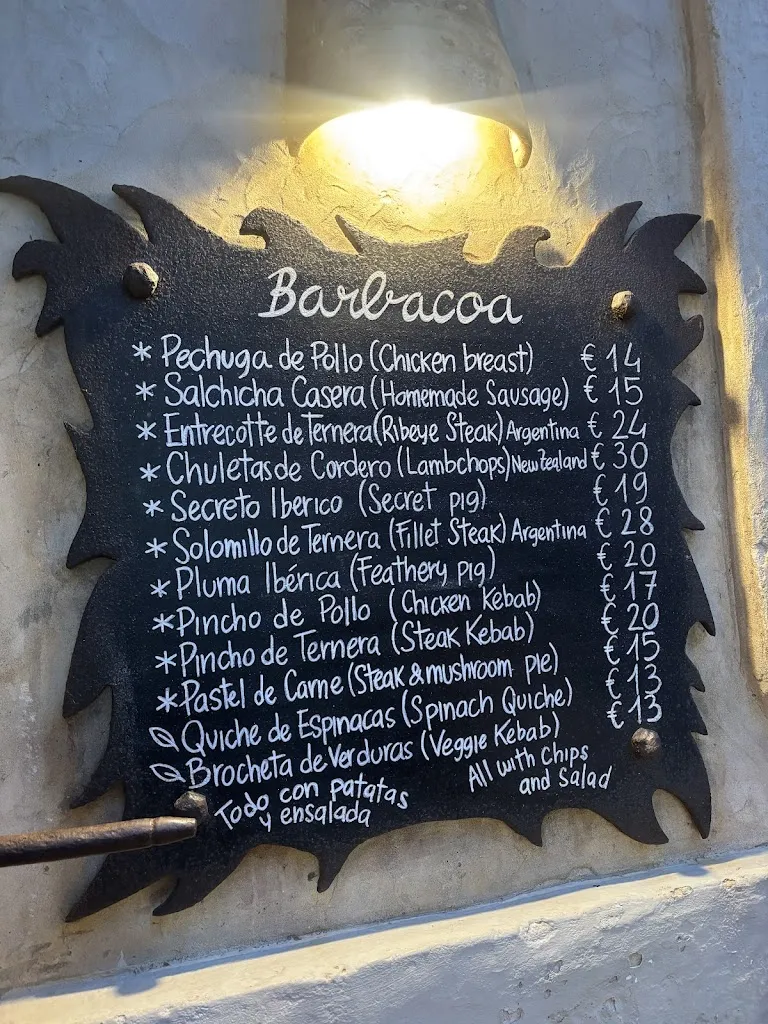 Barbacoa
* Pechuga de Pollo (Chicken breast) € 14
* Salchicha Casera (Homemade Sausage) € 15
* Entrecotte de Ternera (Ribeye Steak) Argentina € 24
* Chuletas de Cordero (Lambchops) New Zealand € 30
* Secreto Iberico (Secret pig) € 19
* Solomillo de Ternera (Fillet Steak) Argentina € 28
* Pluma Ibérica (Feathery pig) € 20
* Pincho de Pollo (Chicken Kebab) € 17
* Pincho de Ternera (Steak Kebab) € 20
* Pastel de Carne (Steak & mushroom pie) € 15
Quiche de Espinacas (Spinach Quiche) € 13
Brocheta de Verduras (Veggie Kebab) € 13
Todo con patatas
y ensalada
All with chips
and Salad